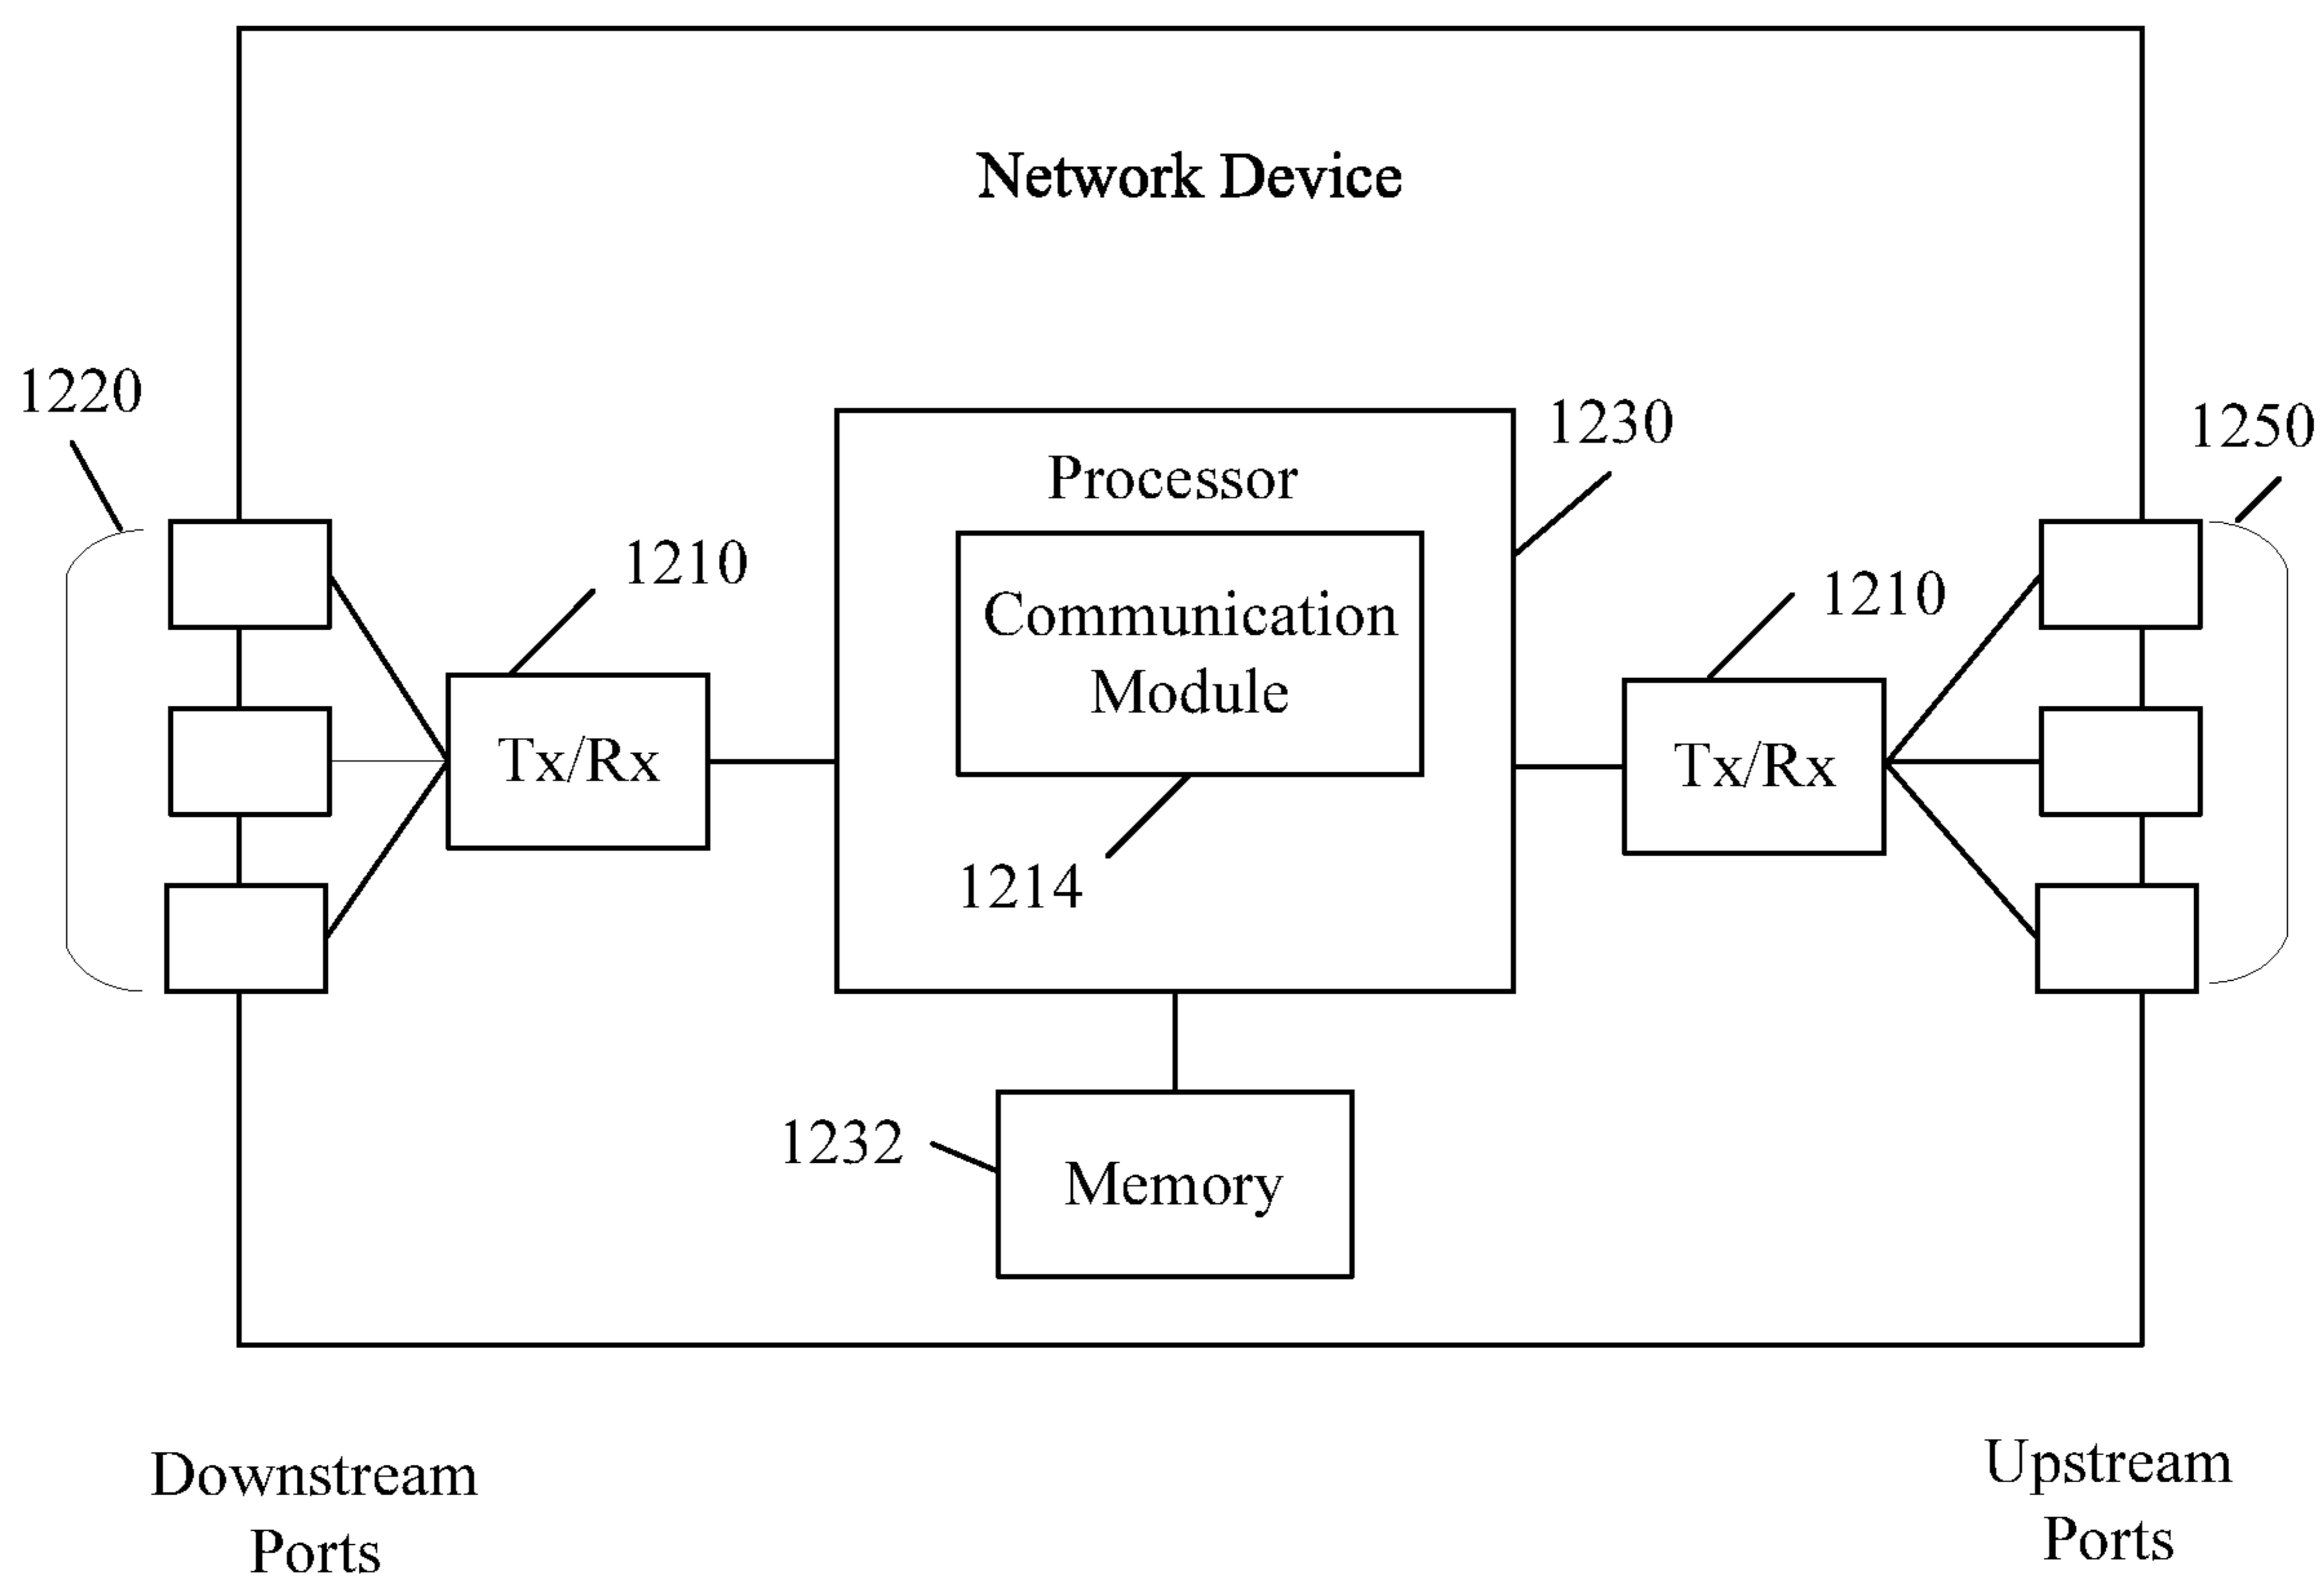 Network Device
1220
1230
1250
Processor
1210
1210
Communication
Module
Tx/Rx
Tx/Rx
1214
1232
Memory
Downstream
Ports
Upstream
Ports